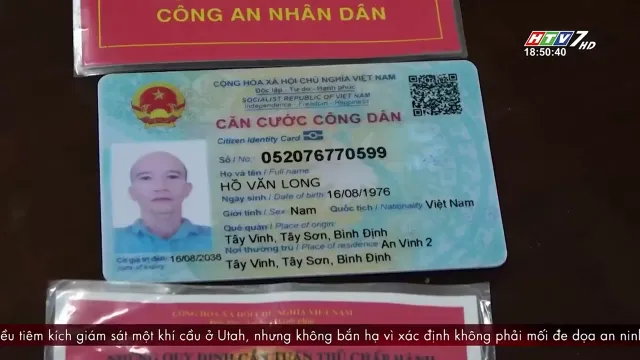 CÔNG AN NHÂN DÂN
HTV7 HD
18:50:40
CỘNG HÒA XÃ HỘI CHỦ NGHĨA VIỆT NAM
Độc lập - Tự do - Hạnh phúc
SOCIALIST REPUBLIC OF VIET NAM
Independence - Freedom - Happiness
CĂN CƯỚC CÔNG DÂN
Citizen Identity Card
Số / No.: 052076770599
Họ và tên / Full name:
HỒ VĂN LONG
Ngày sinh / Date of birth: 16/08/1976
Giới tính / Sex: Nam Quốc tịch / Nationality: Việt Nam
Quê quán / Place of origin:
Tây Vinh, Tây Sơn, Bình Định
Nơi thường trú / Place of residence: An Vinh 2
Tây Vinh, Tây Sơn, Bình Định
Có giá trị đến: 16/08/2036
Date of expiry
CỘNG HÒA XÃ HỘI CHỦ NGHĨA VIỆT NAM
ều tiêm kích giám sát một khí cầu ở Utah, nhưng không bắn hạ vì xác định không phải mối đe dọa an ninh